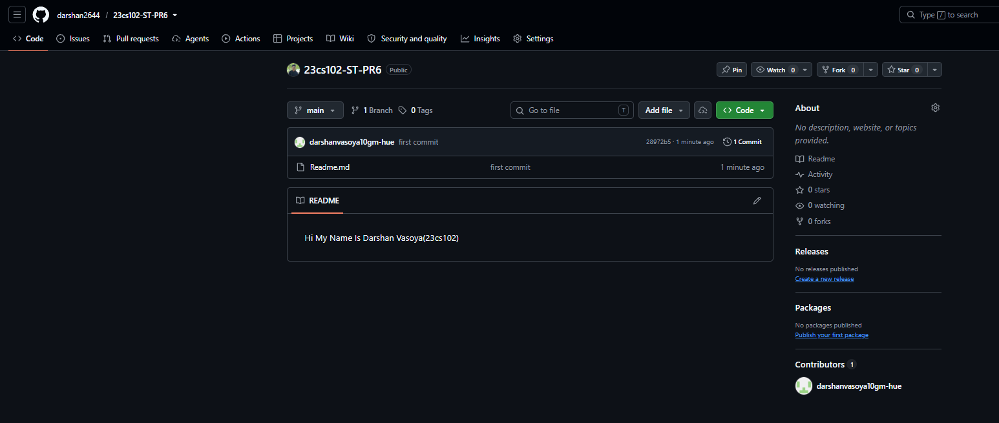 darshan2644 / 23cs102-ST-PR6
Type / to search
Code Issues Pull requests Agents Actions Projects Wiki Security and quality Insights Settings
23cs102-ST-PR6 Public
Pin Watch 0 Fork 0 Star 0
main 1 Branch 0 Tags Go to file T Add file Code
darshanvasoya10gm-hue first commit 28972b5 · 1 minute ago 1 Commit
Readme.md first commit 1 minute ago
README
Hi My Name Is Darshan Vasoya(23cs102)
About
No description, website, or topics
provided.
Readme
Activity
0 stars
0 watching
0 forks
Releases
No releases published
Create a new release
Packages
No packages published
Publish your first package
Contributors 1
darshanvasoya10gm-hue